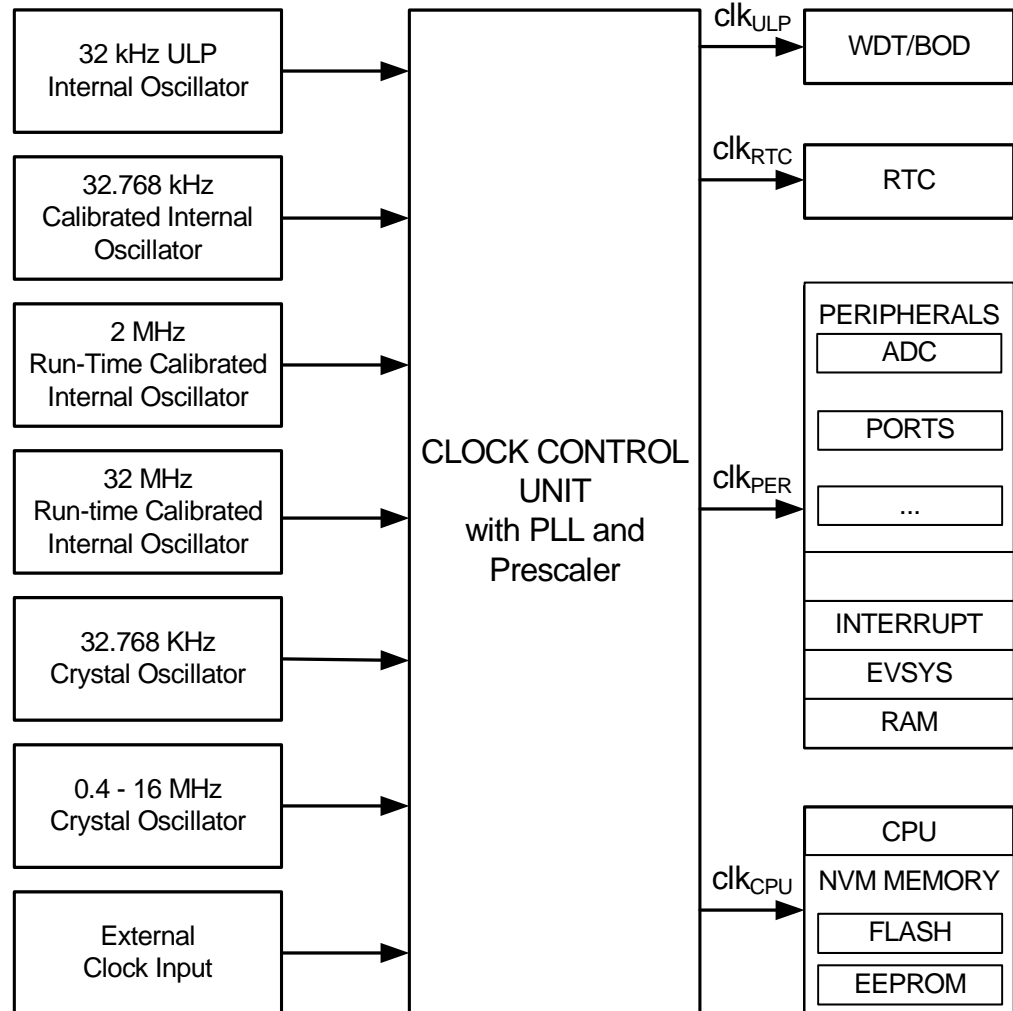 32 kHz ULP
Internal Oscillator
32.768 kHz
Calibrated Internal
Oscillator
2 MHz
Run-Time Calibrated
Internal Oscillator
32 MHz
Run-time Calibrated
Internal Oscillator
32.768 KHz
Crystal Oscillator
0.4 - 16 MHz
Crystal Oscillator
External
Clock Input
CLOCK CONTROL
UNIT
with PLL and
Prescaler
clkULP
clkRTC
clkPER
clkCPU
WDT/BOD
RTC
PERIPHERALS
ADC
PORTS
...
INTERRUPT
EVSYS
RAM
CPU
NVM MEMORY
FLASH
EEPROM